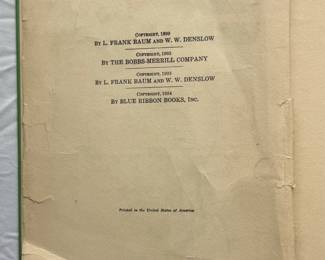 Copyright, 1899
By L. FRANK BAUM and W. W. DENSLOW
Copyright, 1903
By THE BOBBS-MERRILL COMPANY
Copyright, 1903
By L. FRANK BAUM and W. W. DENSLOW
Copyright, 1934
By BLUE RIBBON BOOKS, Inc.
Printed in the United States of America